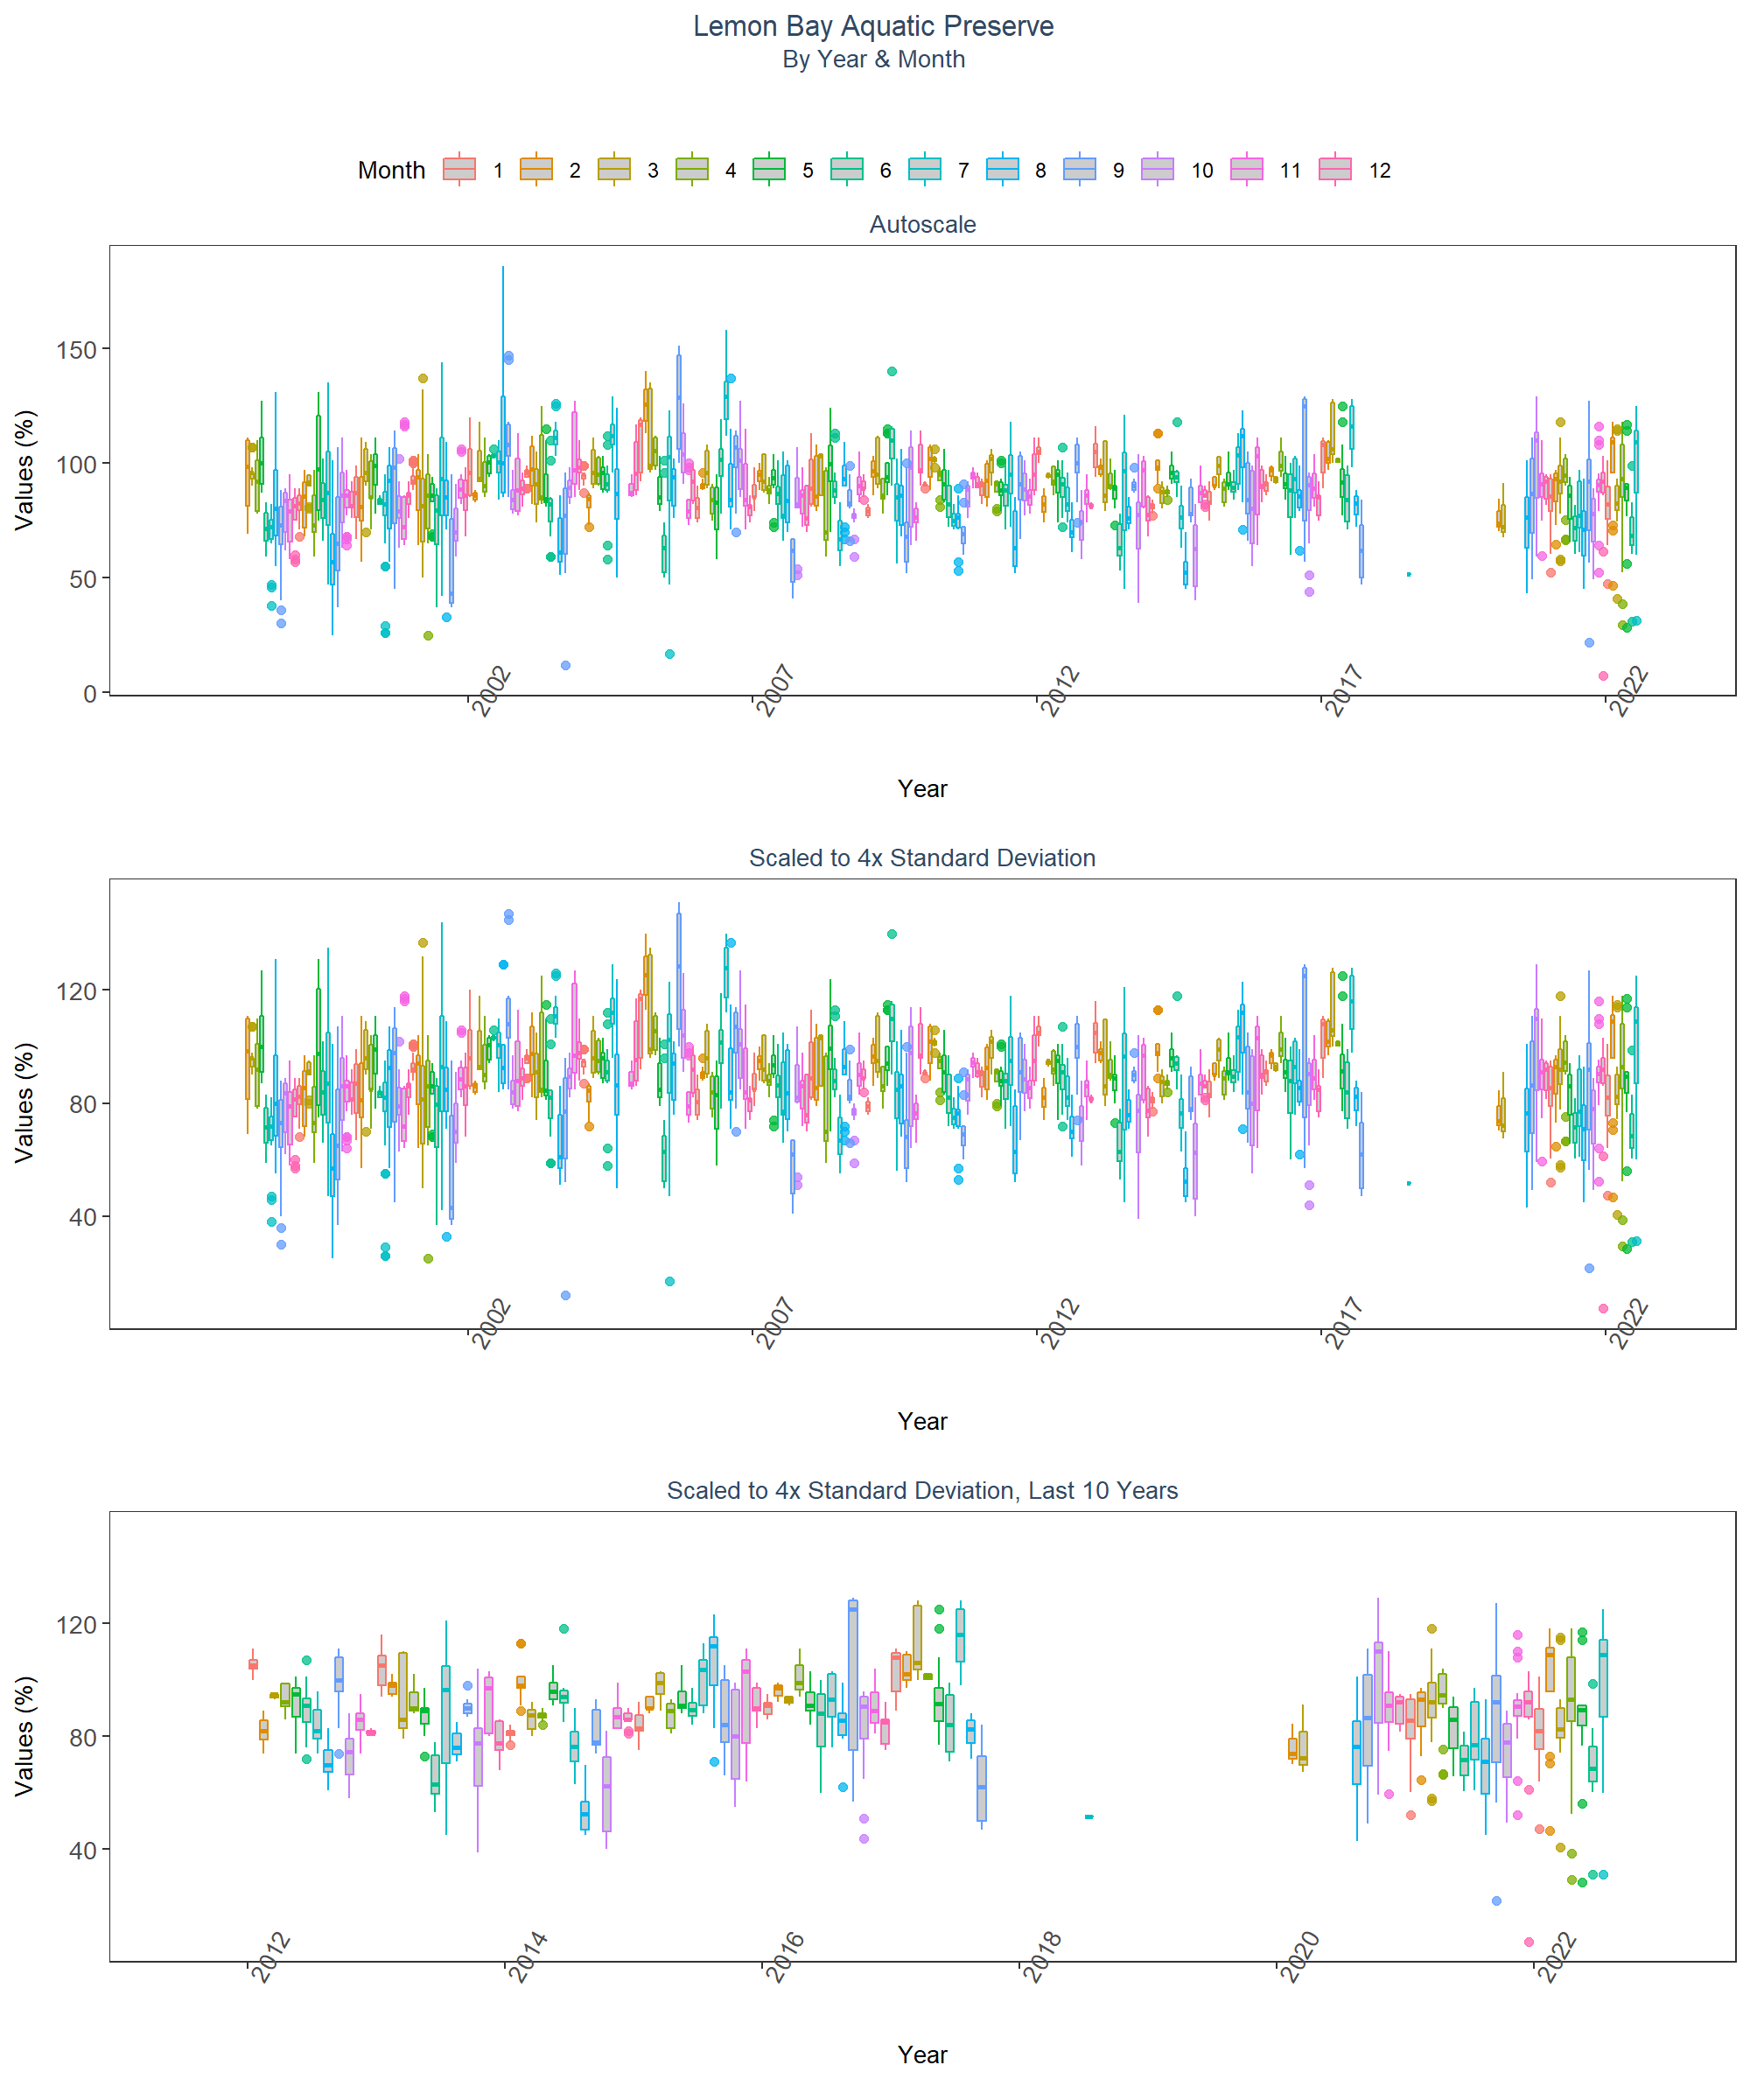 Lemon Bay Aquatic Preserve
By Year & Month
Month 1 2 3 4 5 6 7 8 9 10 11 12
Autoscale
Values (%)
150
100
50
0
2002 2007 2012 2017 2022
Year
Scaled to 4x Standard Deviation
Values (%)
120
80
40
2002 2007 2012 2017 2022
Year
Scaled to 4x Standard Deviation, Last 10 Years
Values (%)
120
80
40
2012 2014 2016 2018 2020 2022
Year